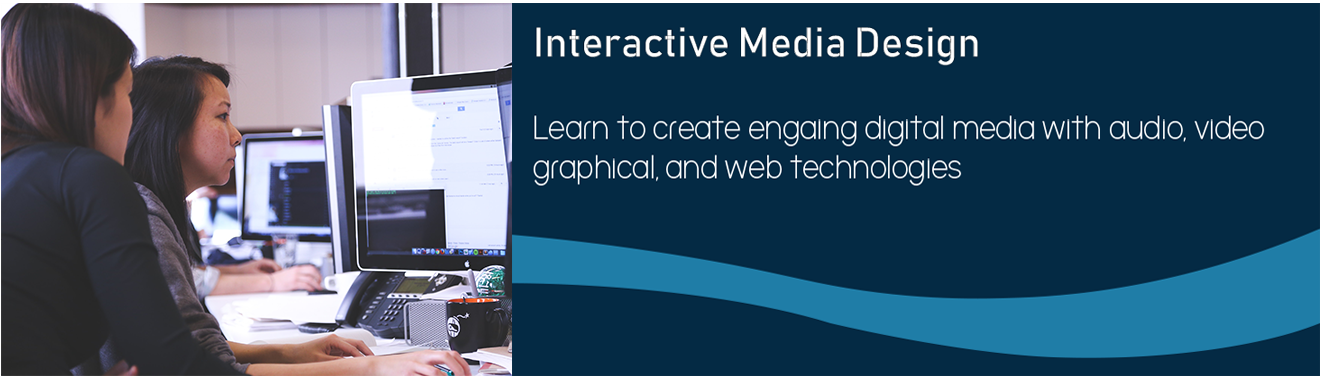 Interactive Media Design
Learn to create engaing digital media with audio, video
graphical, and web technologies